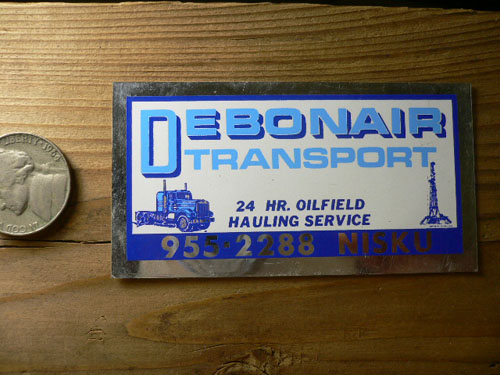 DEBONAIR
TRANSPORT
24 HR. OILFIELD
HAULING SERVICE
955-2288 NISKU